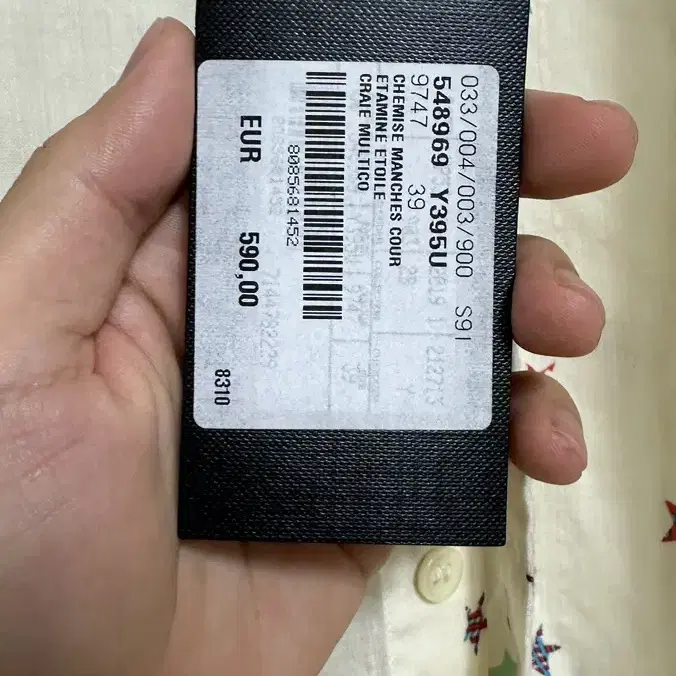 033/004/003/900 S91
548969 Y395U
9747 39
CHEMISE MANCHES COUR
ETAMINE ETOILE
CRAIE MULTICO
8085681452
EUR 590,00
8310